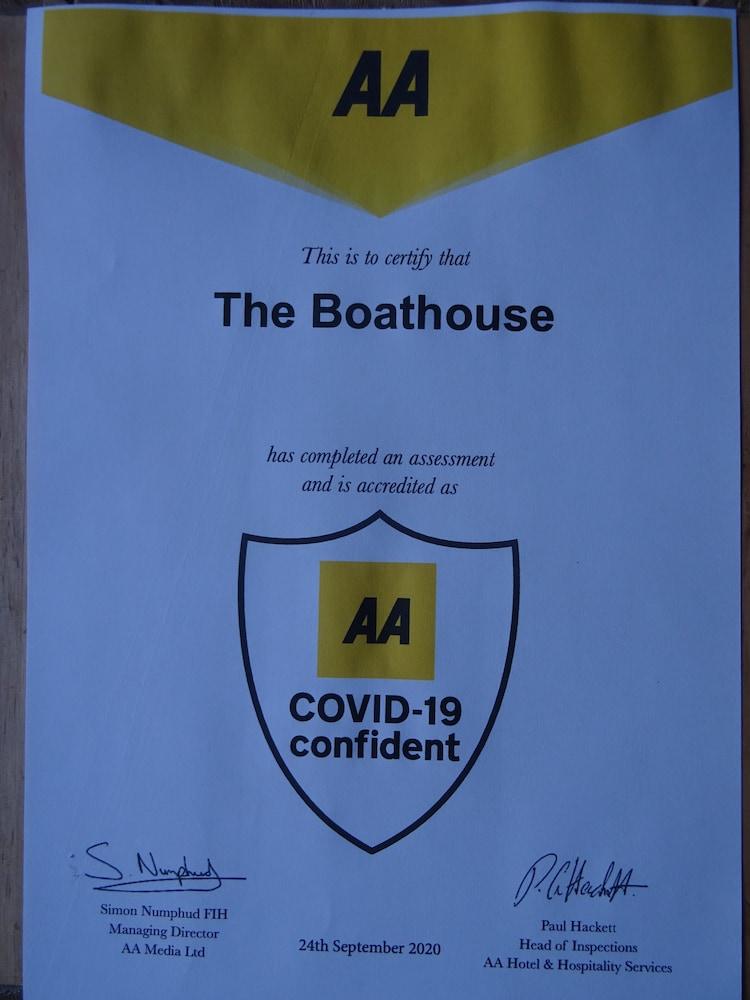 AA
This is to certify that
The Boathouse
has completed an assessment
and is accredited as
AA
COVID-19
confident
S. Numphud
P. G. Hackett
Simon Numphud FIH
Managing Director
AA Media Ltd
24th September 2020
Paul Hackett
Head of Inspections
AA Hotel & Hospitality Services